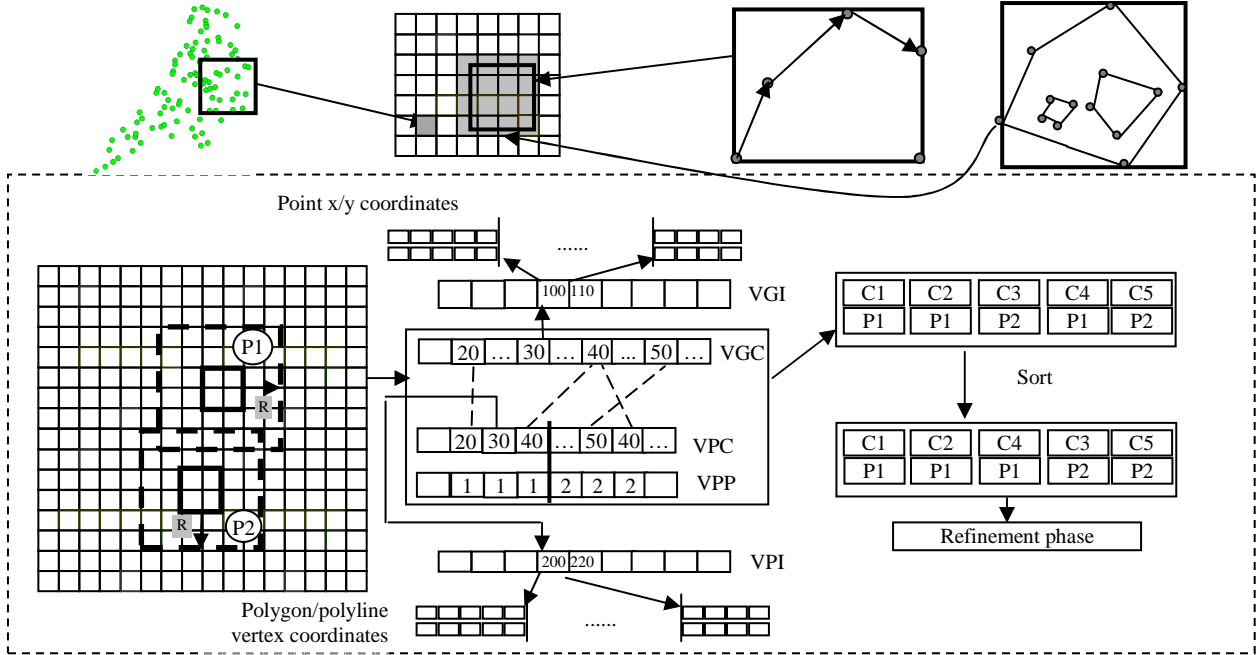 Point x/y coordinates
......
100 110
VGI
P1
R
P2
R
20 … 30 … 40 ... 50 …
VGC
20 30 40 … 50 40 …
VPC
1 1 1 2 2 2
VPP
200 220
VPI
......
Polygon/polyline
vertex coordinates
C1 C2 C3 C4 C5
P1 P1 P2 P1 P2
Sort
C1 C2 C4 C3 C5
P1 P1 P1 P2 P2
Refinement phase